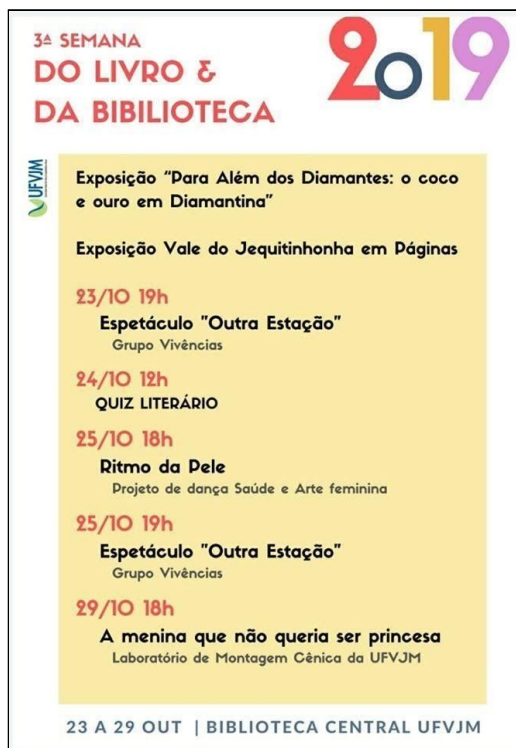 3ª SEMANA
DO LIVRO &
DA BIBILIOTECA
2019
UFVJM
Exposição "Para Além dos Diamantes: o coco
e ouro em Diamantina"
Exposição Vale do Jequitinhonha em Páginas
23/10 19h
Espetáculo "Outra Estação"
Grupo Vivências
24/10 12h
QUIZ LITERÁRIO
25/10 18h
Ritmo da Pele
Projeto de dança Saúde e Arte feminina
25/10 19h
Espetáculo "Outra Estação"
Grupo Vivências
29/10 18h
A menina que não queria ser princesa
Laboratório de Montagem Cênica da UFVJM
23 A 29 OUT | BIBLIOTECA CENTRAL UFVJM